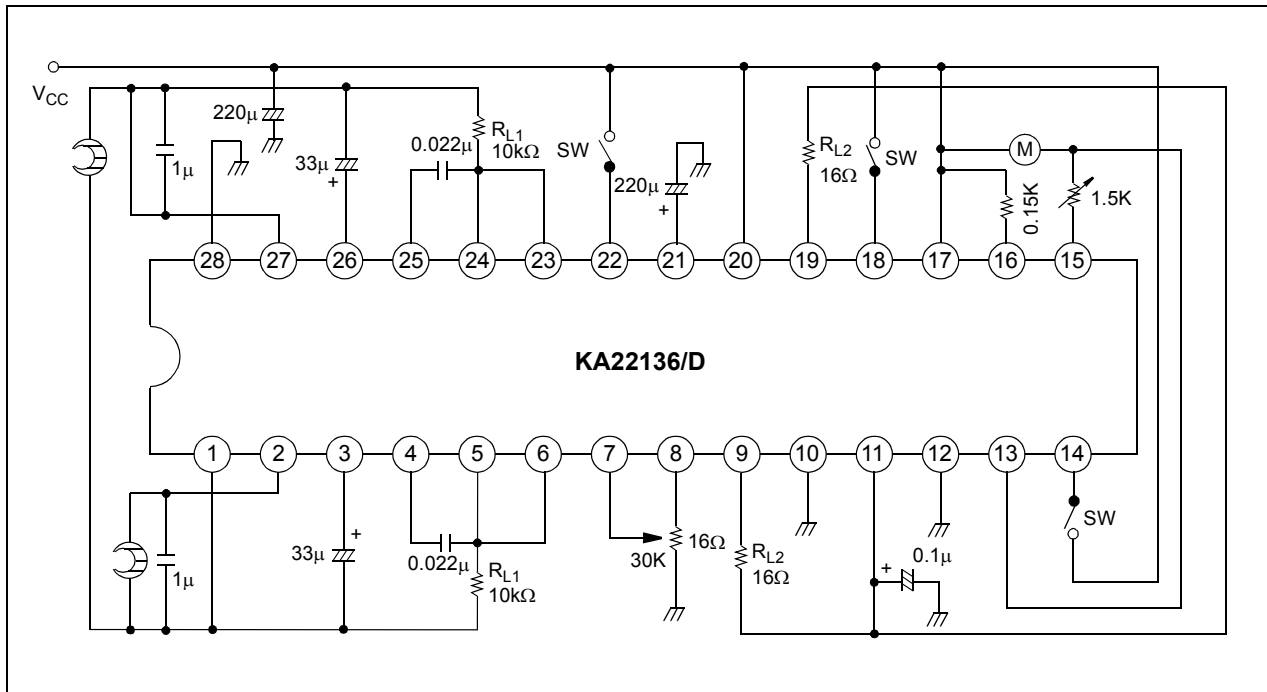 VCC
220μ
1μ
33μ
+
0.022μ
RL1
10kΩ
SW
220μ
+
RL2
16Ω
SW
M
0.15K
1.5K
28 27 26 25 24 23 22 21 20 19 18 17 16 15
KA22136/D
1 2 3 4 5 6 7 8 9 10 11 12 13 14
1μ
33μ
+
0.022μ
RL1
10kΩ
30K
16Ω
RL2
16Ω
+
0.1μ
SW